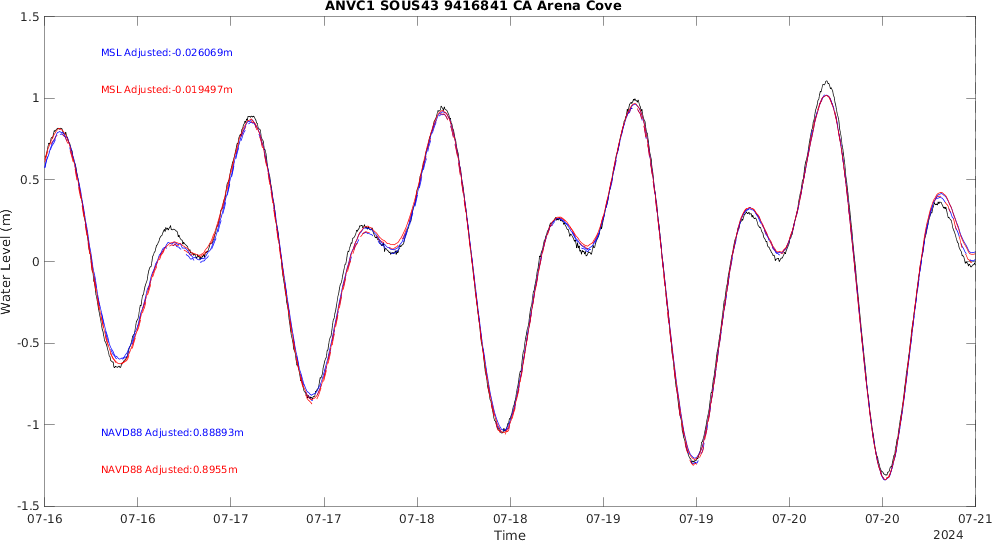 ANVC1 SOUS43 9416841 CA Arena Cove
1.5
MSL Adjusted:-0.026069m
MSL Adjusted:-0.019497m
1
0.5
0
-0.5
-1
-1.5
Water Level (m)
NAVD88 Adjusted:0.88893m
NAVD88 Adjusted:0.8955m
07-16 07-16 07-17 07-17 07-18 07-18 07-19 07-19 07-20 07-20 07-21
Time
2024